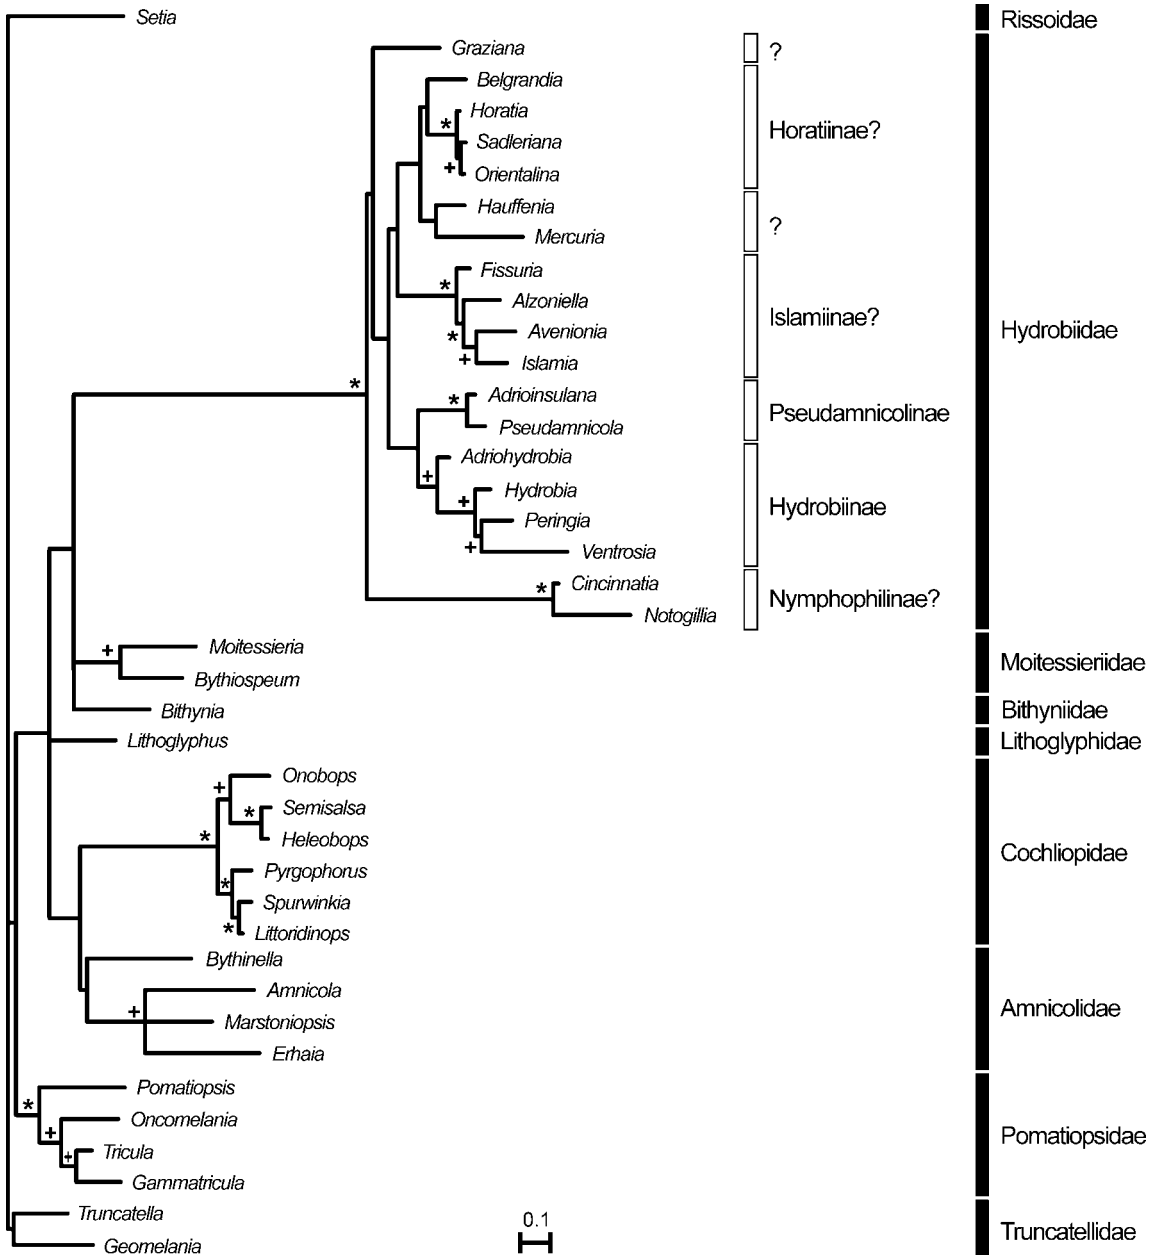 Setia
Rissoidae
Graziana
?
Belgrandia
Horatia
*
Horatiinae?
Sadleriana
+
Orientalina
Hauffenia
?
Mercuria
Fissuria
*
Alzoniella
Islamiinae?
Avenionia
*
Hydrobiidae
+
Islamia
*
Adrioinsulana
*
Pseudamnicolinae
Pseudamnicola
Adriohydrobia
+
Hydrobia
+
Hydrobiinae
Peringia
+
Ventrosia
*
Cincinnatia
Nymphophilinae?
Notogillia
Moitessieria
+
Moitessieriidae
Bythiospeum
Bithynia
Bithyniidae
Lithoglyphus
Lithoglyphidae
Onobops
+
Semisalsa
*
Heleobops
*
Cochliopidae
Pyrgophorus
*
Spurwinkia
*
Littoridinops
Bythinella
Amnicola
+
Amnicolidae
Marstoniopsis
Erhaia
Pomatiopsis
*
Oncomelania
+
Pomatiopsidae
Tricula
+
Gammatricula
Truncatella
0.1
Truncatellidae
Geomelania